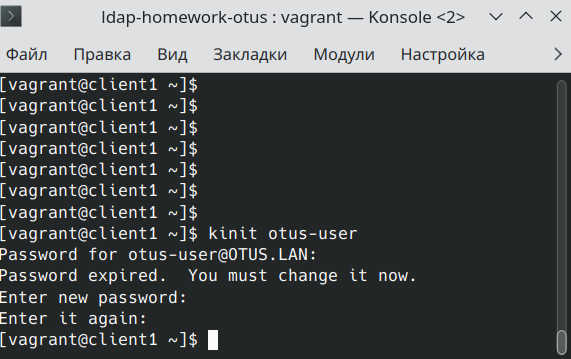 ldap-homework-otus : vagrant — Konsole <2>
Файл Правка Вид Закладки Модули Настройка
[vagrant@client1 ~]$
[vagrant@client1 ~]$
[vagrant@client1 ~]$
[vagrant@client1 ~]$
[vagrant@client1 ~]$
[vagrant@client1 ~]$
[vagrant@client1 ~]$
[vagrant@client1 ~]$ kinit otus-user
Password for otus-user@OTUS.LAN:
Password expired.  You must change it now.
Enter new password:
Enter it again:
[vagrant@client1 ~]$